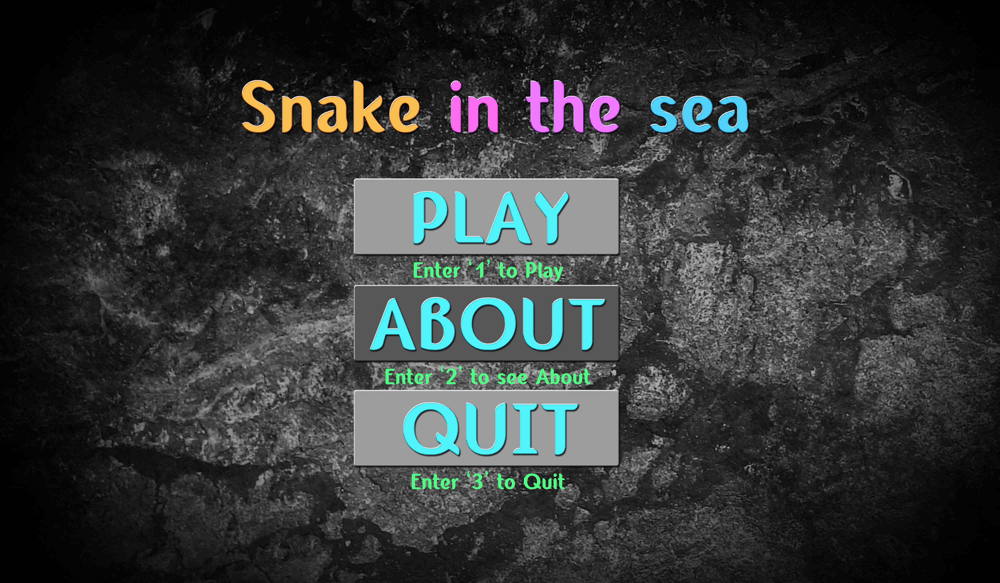 Snake in the sea
PLAY
Enter '1' to Play
ABOUT
Enter '2' to see About
QUIT
Enter '3' to Quit